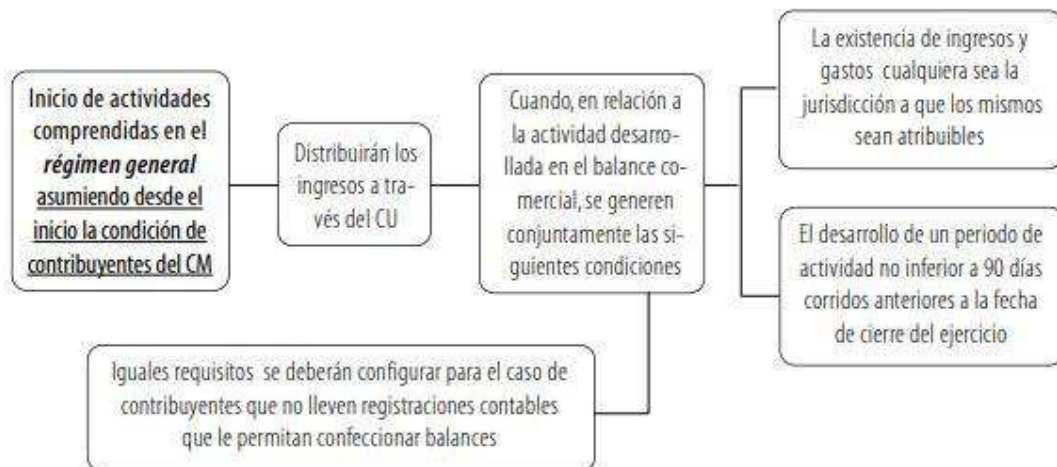 Inicio de actividades
comprendidas en el
régimen general
asumiendo desde el
inicio la condición de
contribuyentes del CM
Distribuirán los
ingresos a tra-
vés del CU
Cuando, en relación a
la actividad desarro-
llada en el balance co-
mercial, se generen
conjuntamente las si-
guientes condiciones
La existencia de ingresos y
gastos cualquiera sea la
jurisdicción a que los mismos
sean atribuibles
El desarrollo de un periodo de
actividad no inferior a 90 días
corridos anteriores a la fecha
de cierre del ejercicio
Iguales requisitos se deberán configurar para el caso de
contribuyentes que no lleven registraciones contables
que le permitan confeccionar balances